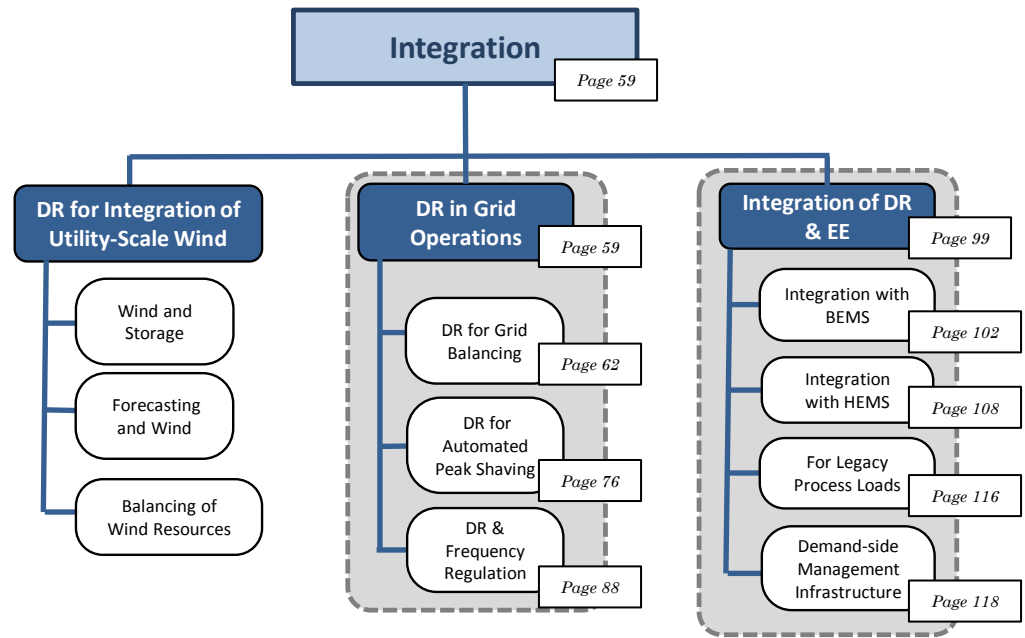 Integration
Page 59
DR for Integration of
Utility-Scale Wind
Wind and
Storage
Forecasting
and Wind
Balancing of
Wind Resources
DR in Grid
Operations
Page 59
DR for Grid
Balancing
Page 62
DR for
Automated
Peak Shaving
Page 76
DR &
Frequency
Regulation
Page 88
Integration of DR
& EE
Page 99
Integration with
BEMS
Page 102
Integration
with HEMS
Page 108
For Legacy
Process Loads
Page 116
Demand-side
Management
Infrastructure
Page 118